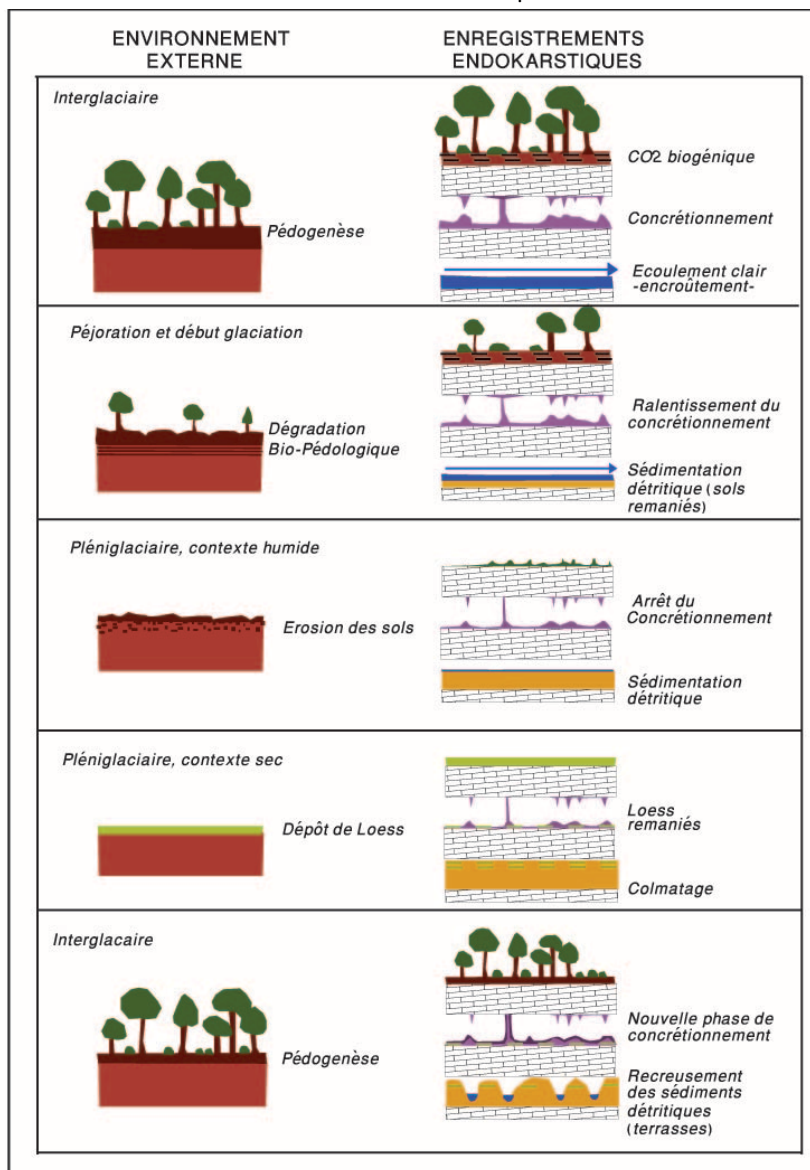 ENVIRONNEMENT
EXTERNE
ENREGISTREMENTS
ENDOKARSTIQUES
Interglaciaire
Pédogenèse
CO2 biogénique
Concrétionnement
Ecoulement clair
-encroûtement-
Péjoration et début glaciation
Dégradation
Bio-Pédologique
Ralentissement du
concrétionnement
Sédimentation
détritique (sols
remaniés)
Pléniglaciaire, contexte humide
Erosion des sols
Arrêt du
Concrétionnement
Sédimentation
détritique
Pléniglaciaire, contexte sec
Dépôt de Loess
Loess
remaniés
Colmatage
Interglacaire
Pédogenèse
Nouvelle phase de
concrétionnement
Recreusement
des sédiments
détritiques
(terrasses)